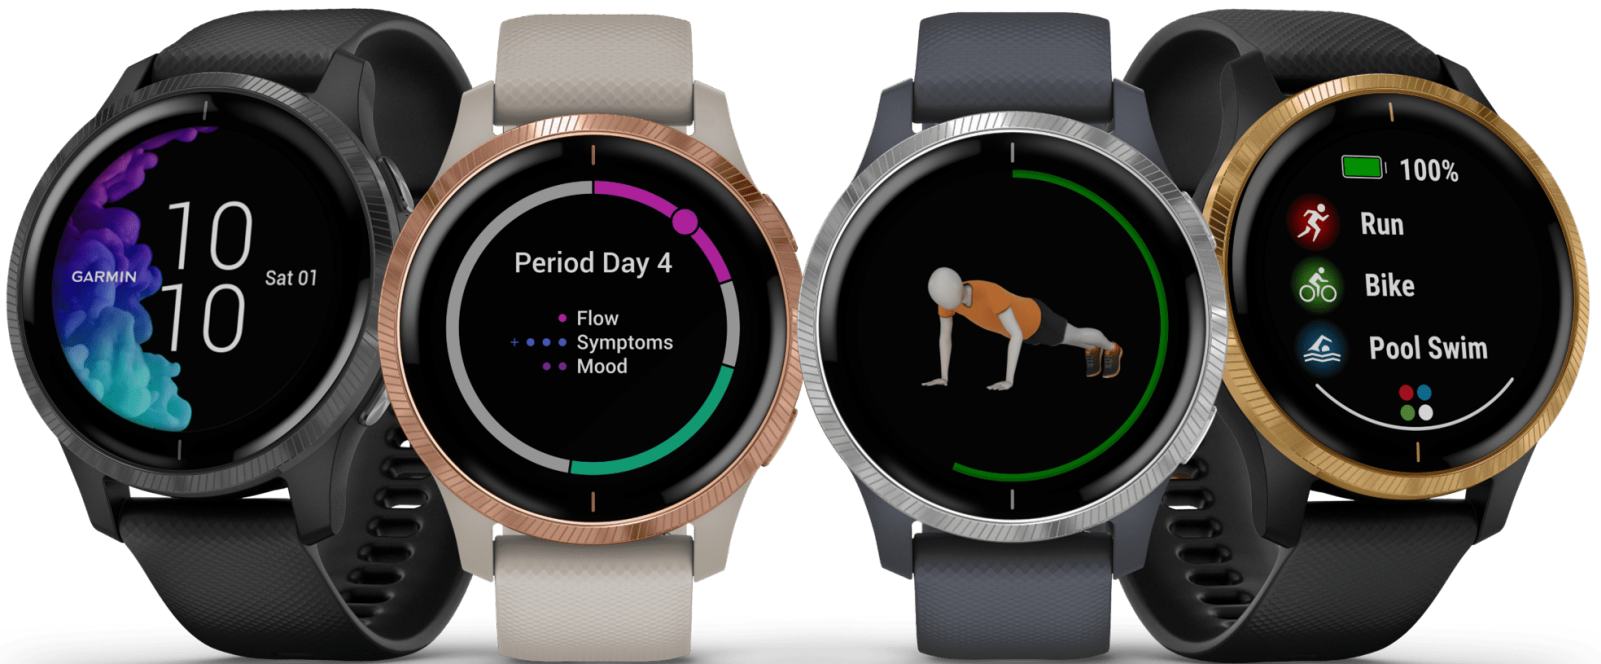 GARMIN
10
10
Sat 01
Period Day 4
Flow
Symptoms
Mood
100%
Run
Bike
Pool Swim